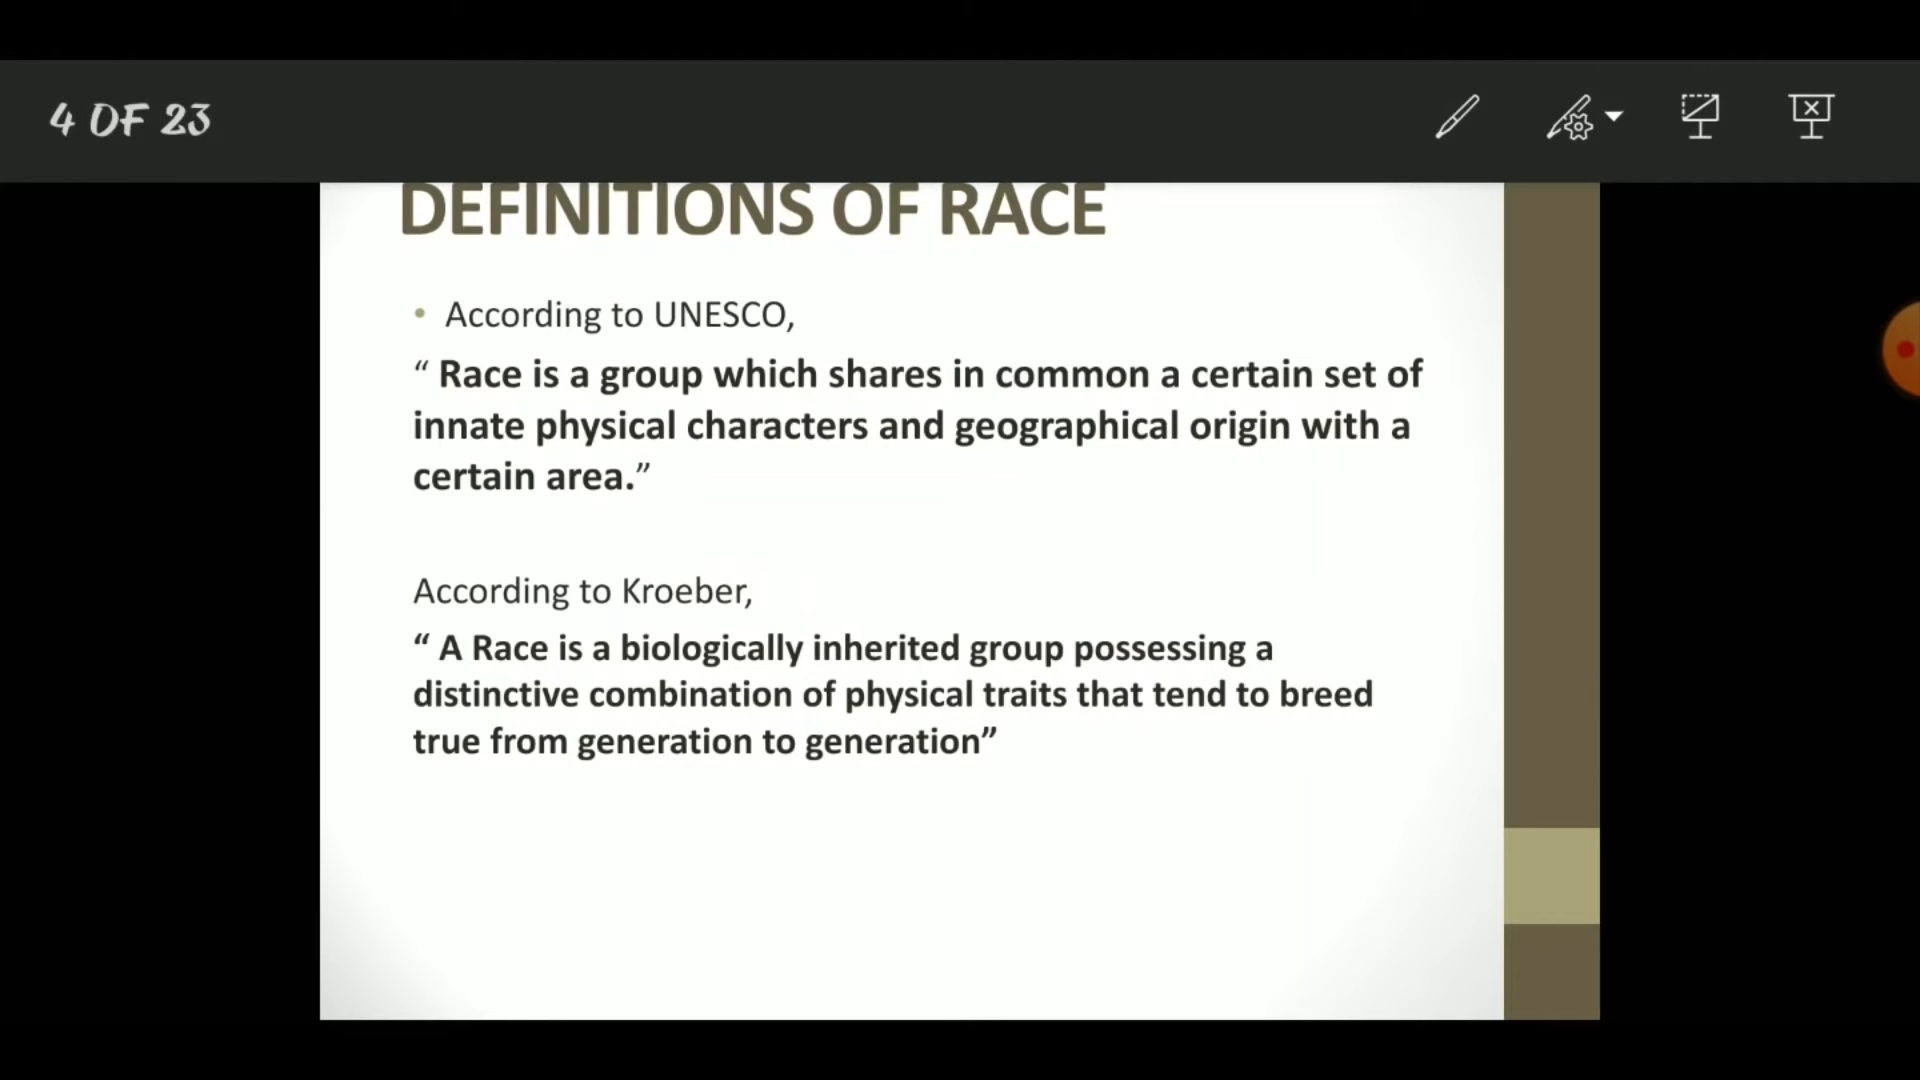 4 OF 23
DEFINITIONS OF RACE
• According to UNESCO,
“ Race is a group which shares in common a certain set of
innate physical characters and geographical origin with a
certain area.”
According to Kroeber,
“ A Race is a biologically inherited group possessing a
distinctive combination of physical traits that tend to breed
true from generation to generation”